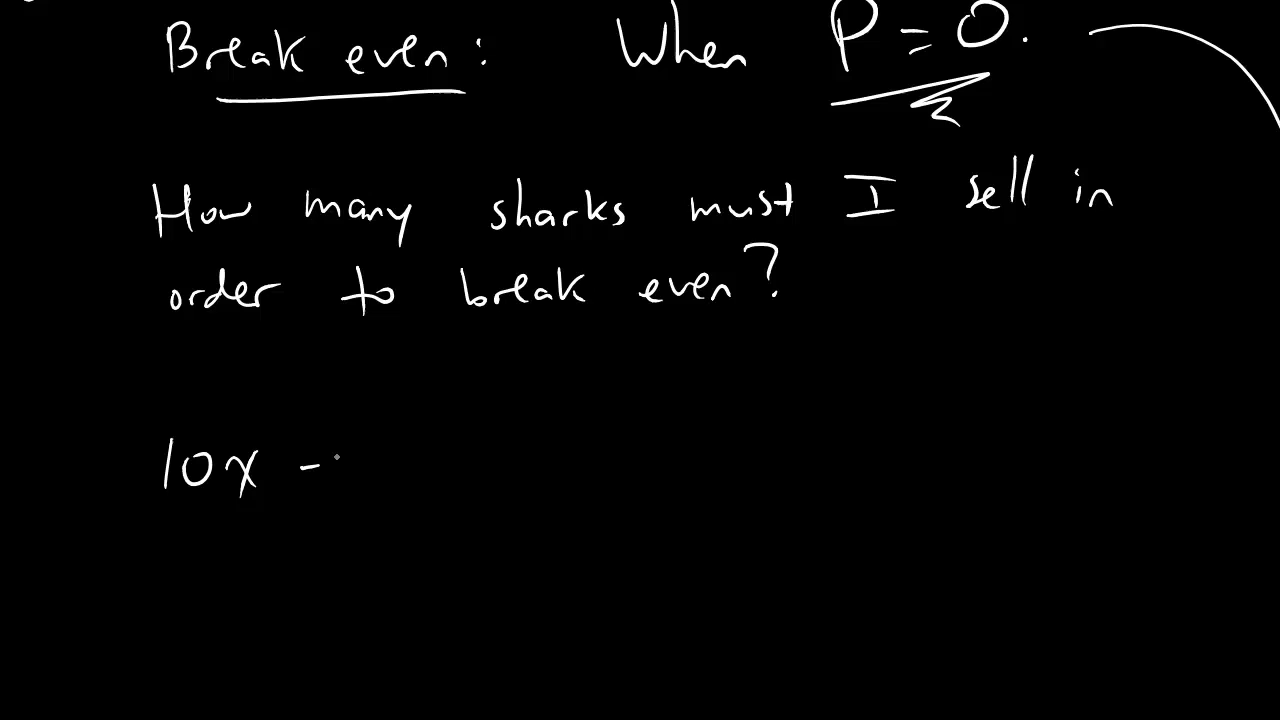 Break even: When P = 0.
How many sharks must I sell in
order to break even?
10x -